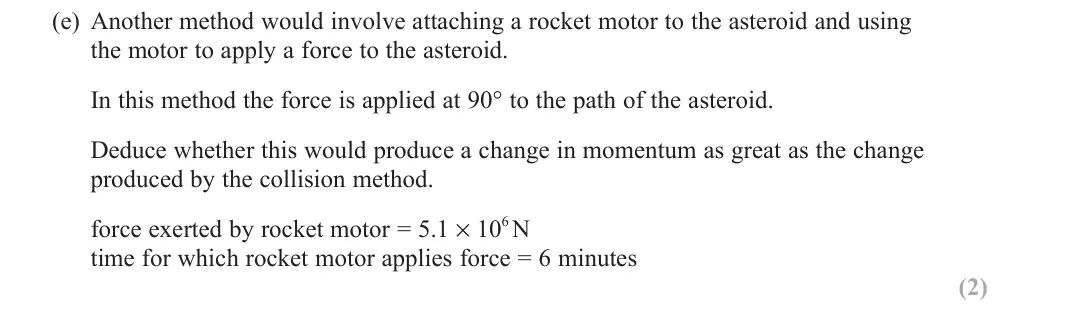 (e) Another method would involve attaching a rocket motor to the asteroid and using
the motor to apply a force to the asteroid.
In this method the force is applied at 90° to the path of the asteroid.
Deduce whether this would produce a change in momentum as great as the change
produced by the collision method.
force exerted by rocket motor = 5.1 × 10⁶ N
time for which rocket motor applies force = 6 minutes
(2)